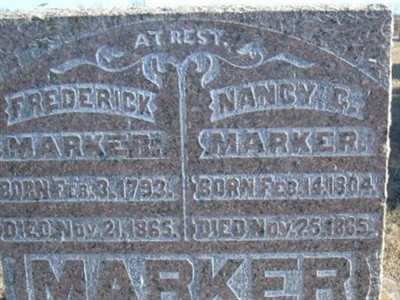 AT REST.
FREDERICK
MARKER.
BORN FEB. 3, 1793.
DIED NOV. 21, 1865.
NANCY C.
MARKER.
BORN FEB. 14, 1804.
DIED NOV. 25, 1865.
MARKER